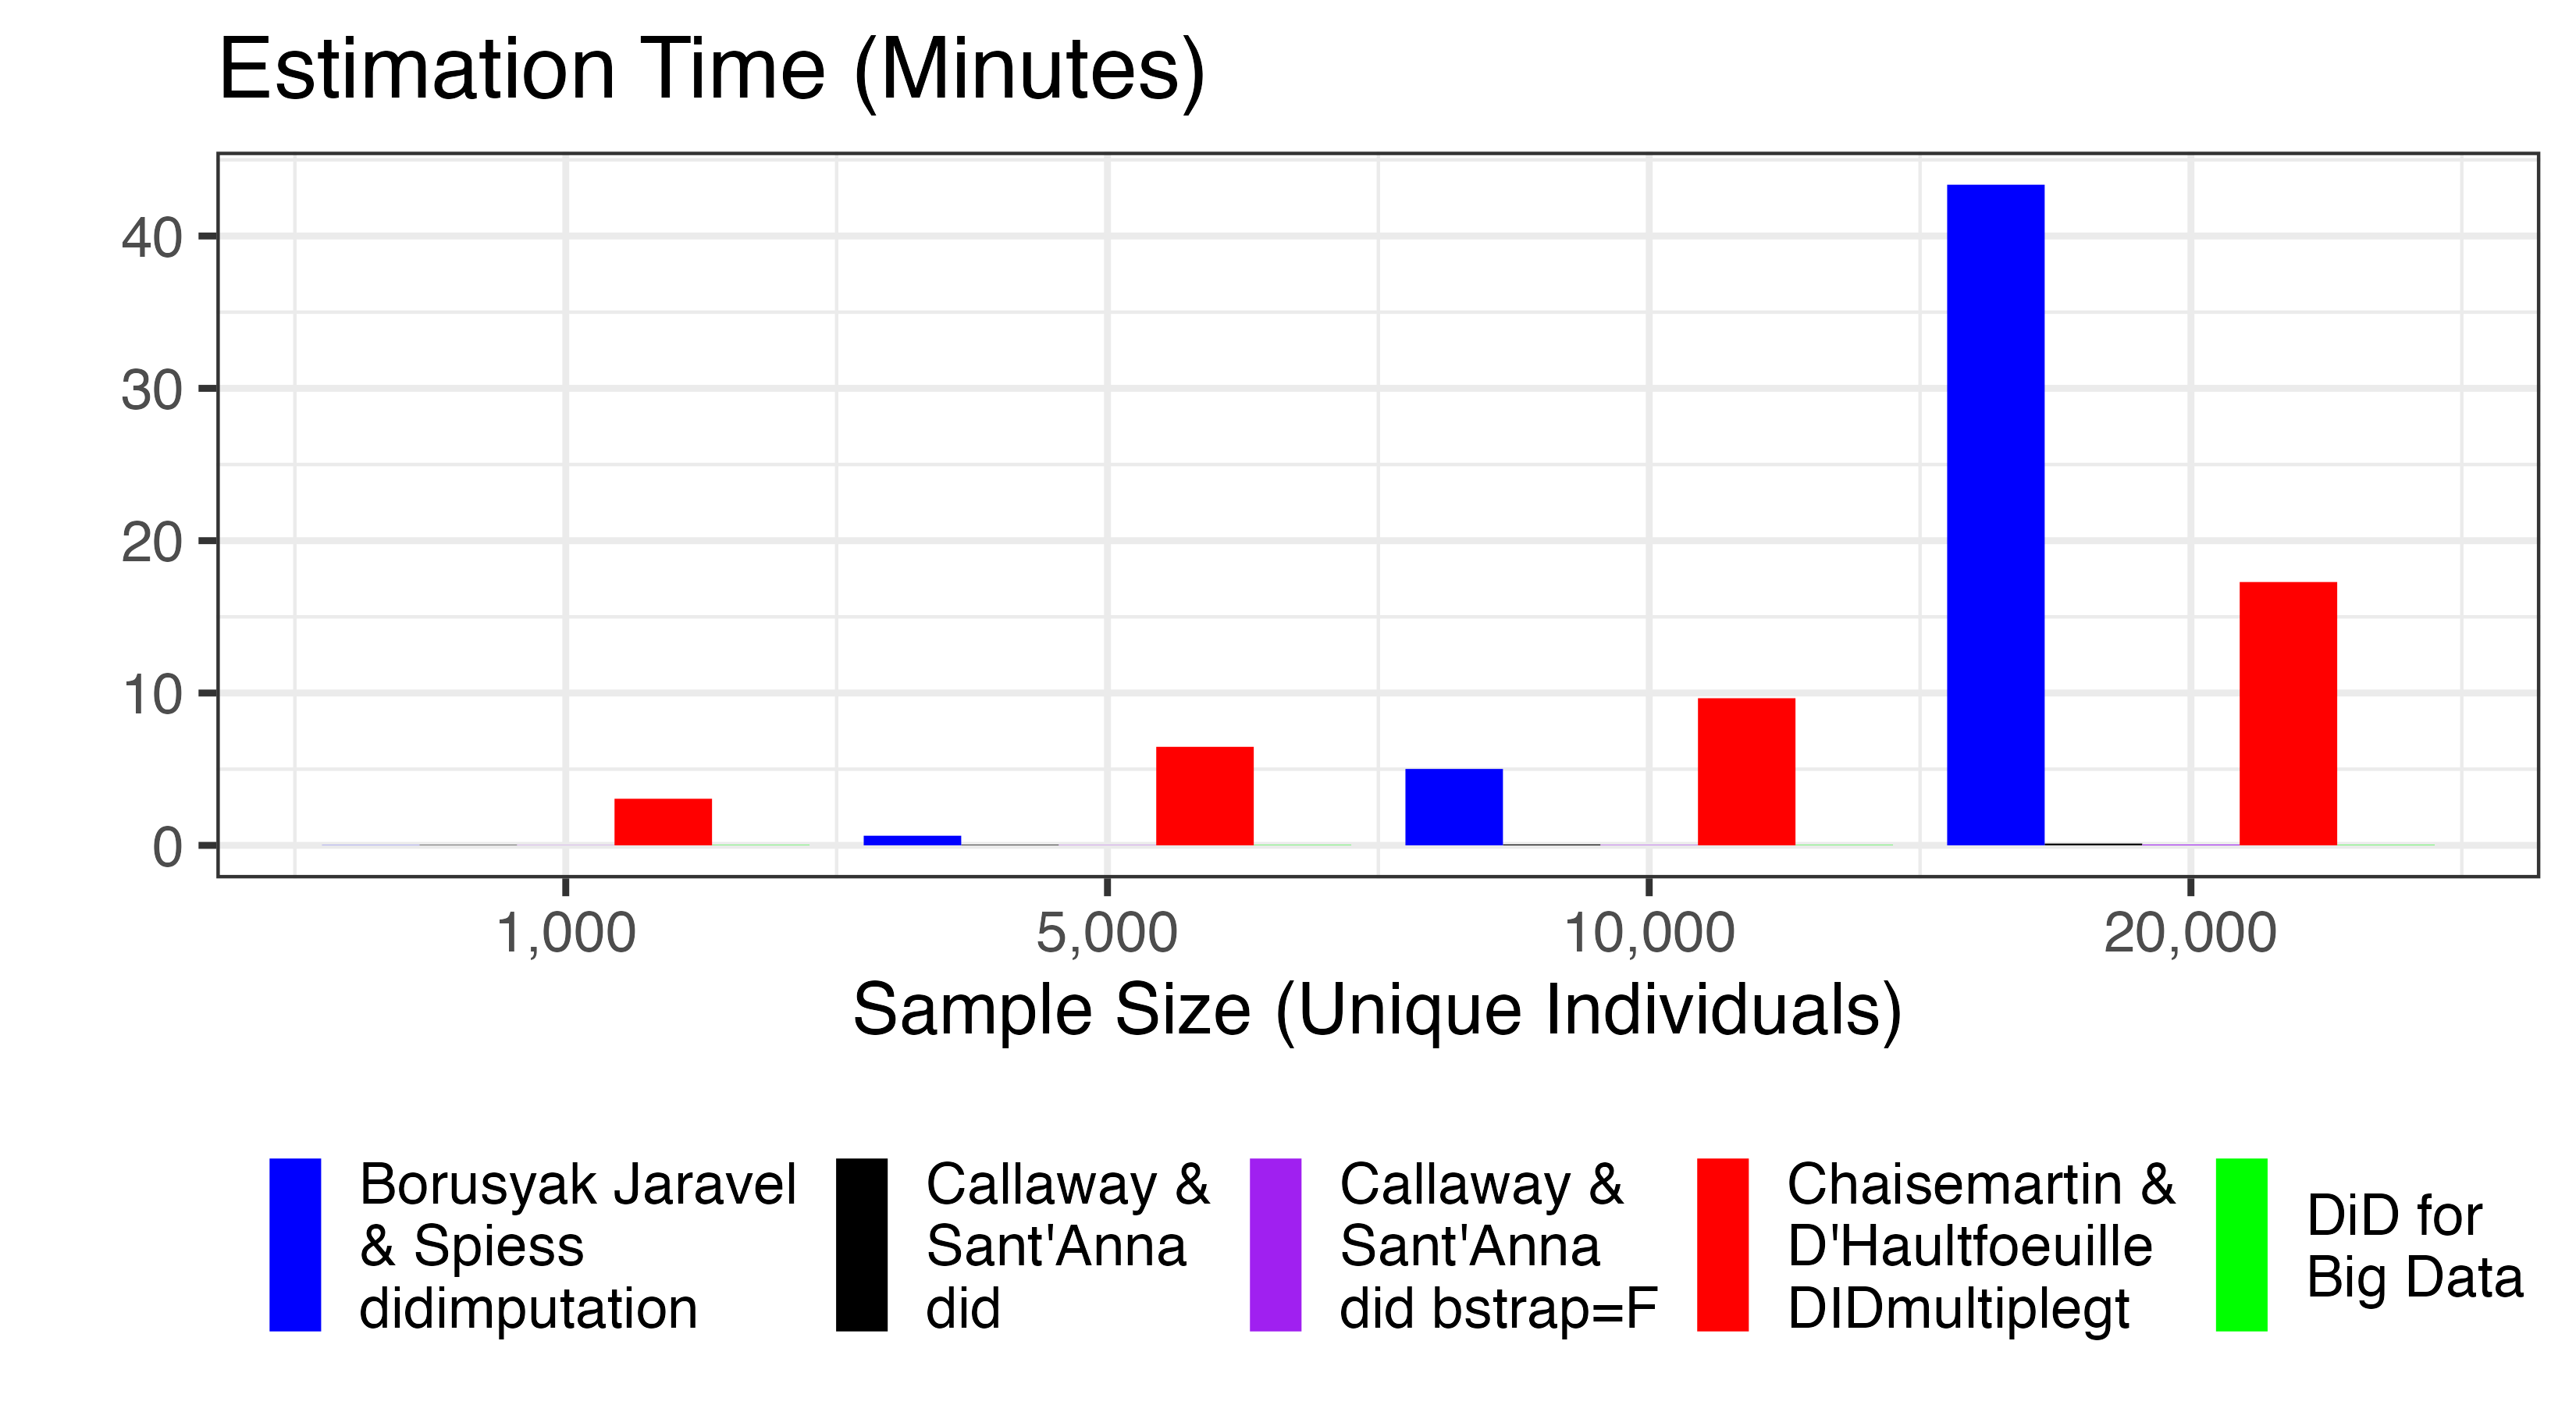 Estimation Time (Minutes)
40
30
20
10
0
1,000 5,000 10,000 20,000
Sample Size (Unique Individuals)
Borusyak Jaravel
& Spiess
didimputation
Callaway &
Sant'Anna
did
Callaway &
Sant'Anna
did bstrap=F
Chaisemartin &
D'Haultfoeuille
DIDmultiplegt
DiD for
Big Data